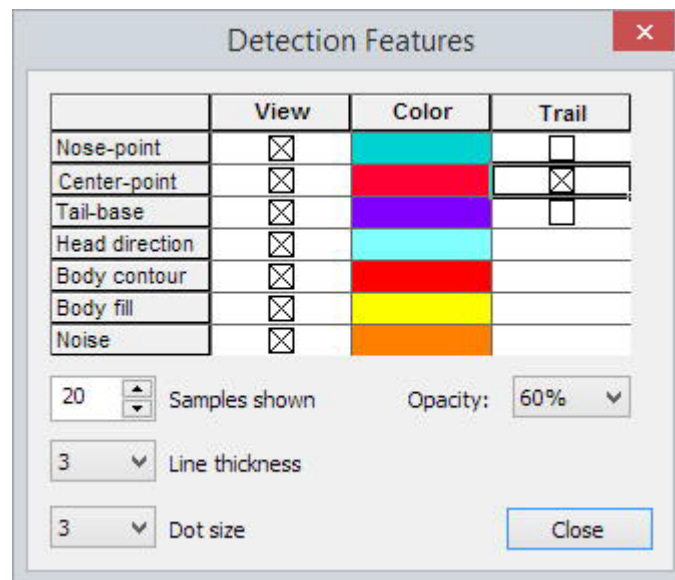 Detection Features
View Color Trail
Nose-point
Center-point
Tail-base
Head direction
Body contour
Body fill
Noise
20 Samples shown Opacity: 60%
3 Line thickness
3 Dot size Close